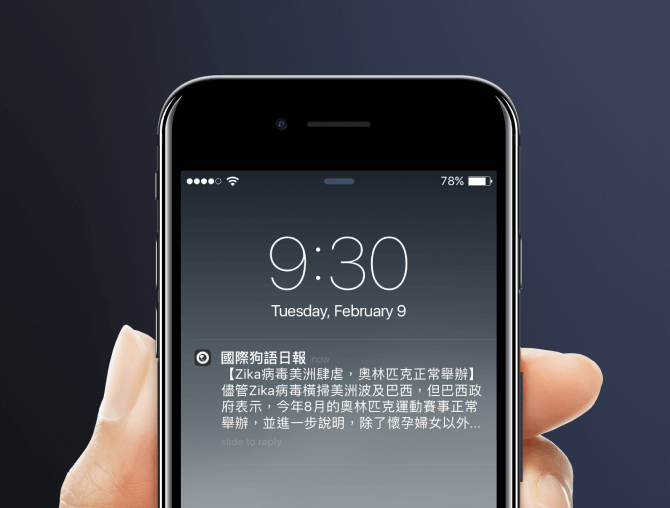 78%
9:30
Tuesday, February 9
國際狗語日報 now
【Zika病毒美洲肆虐，奧林匹克正常舉辦】
儘管Zika病毒橫掃美洲波及巴西，但巴西政
府表示，今年8月的奧林匹克運動賽事正常
舉辦，並進一步說明，除了懷孕婦女以外...
slide to reply